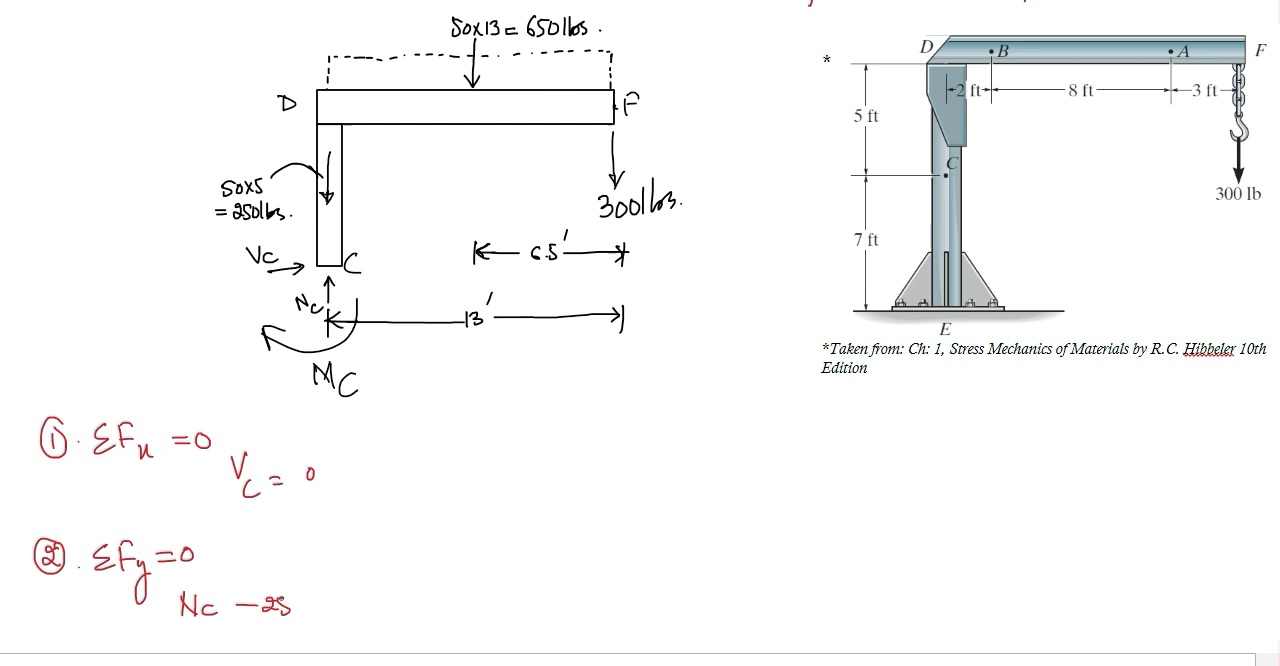 50x13 = 650lbs.
D
F
50x5
= 250lbs.
300lbs.
Vc
C
6.5'
Nc
13'
Mc
① . ΣFx = 0
Vc = 0
② . ΣFy = 0
Nc - 25
*
D
B
A
F
2 ft
8 ft
3 ft
5 ft
C
300 lb
7 ft
E
*Taken from: Ch: 1, Stress Mechanics of Materials by R.C. Hibbeler 10th
Edition